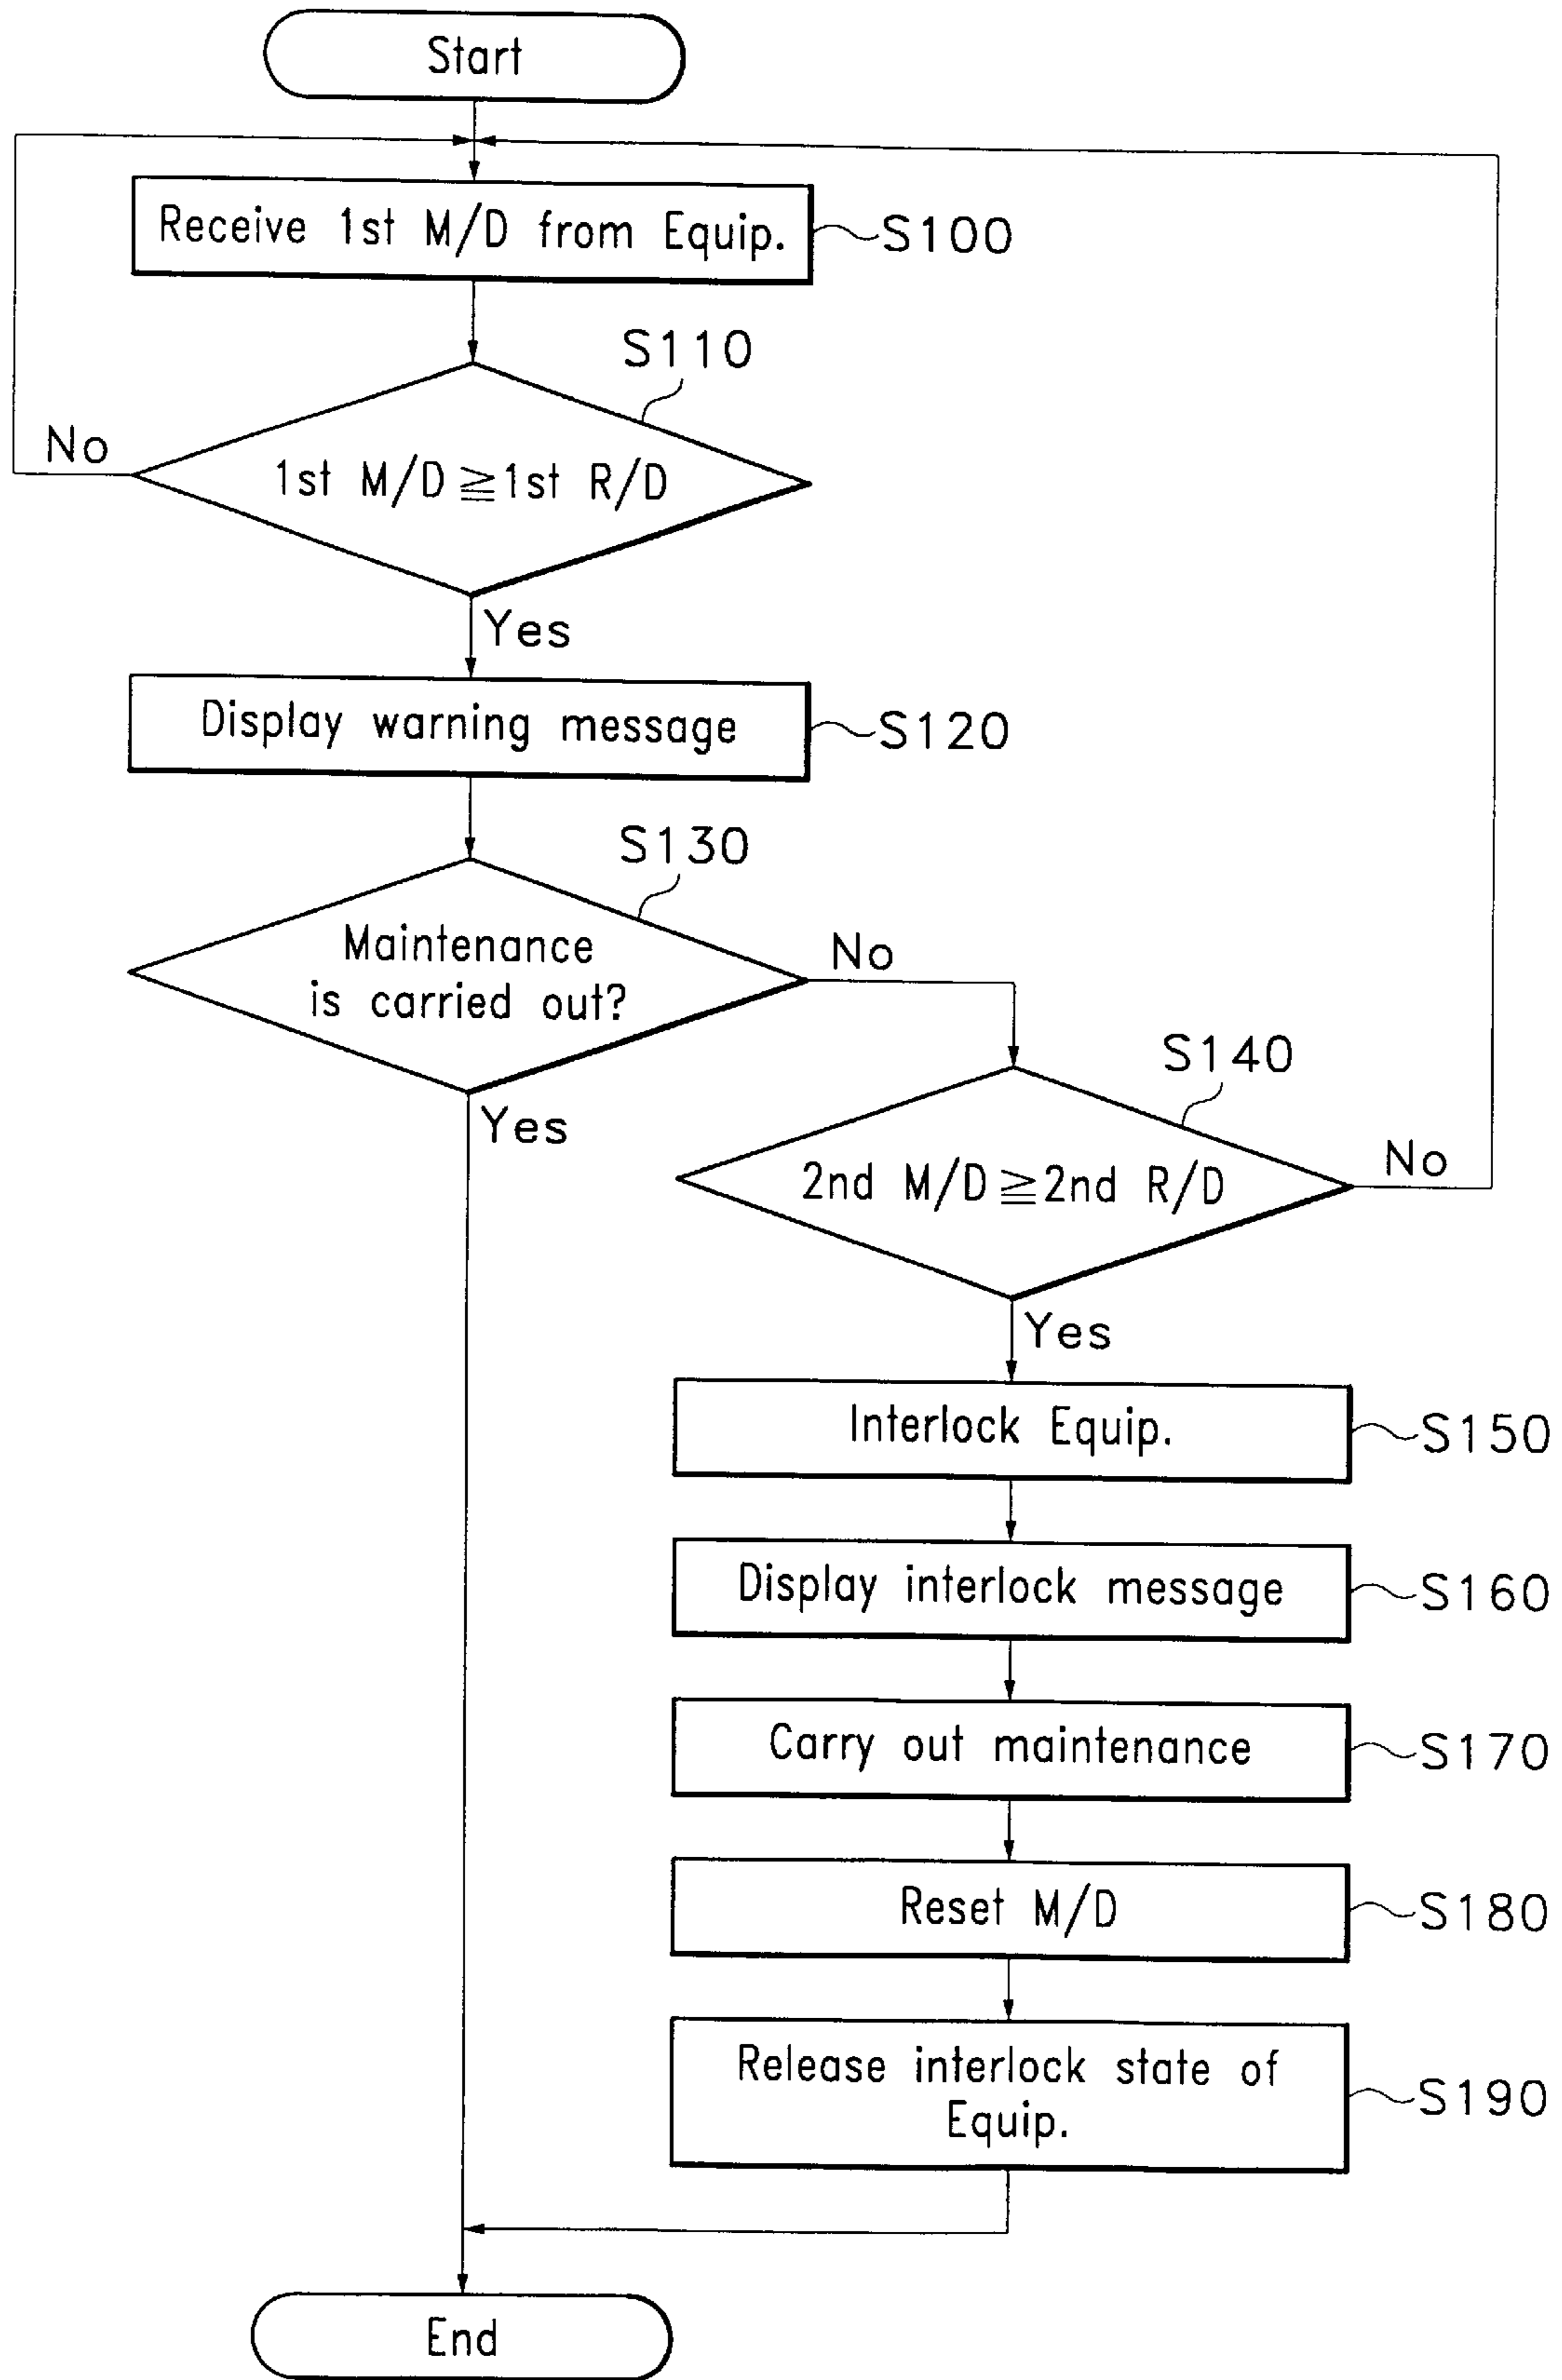 Start
Receive 1st M/D from Equip.
S100
S110
No
1st M/D ≧ 1st R/D
Yes
Display warning message
S120
S130
Maintenance
is carried out?
No
Yes
S140
2nd M/D ≧ 2nd R/D
No
Yes
Interlock Equip.
S150
Display interlock message
S160
Carry out maintenance
S170
Reset M/D
S180
Release interlock state of
Equip.
S190
End